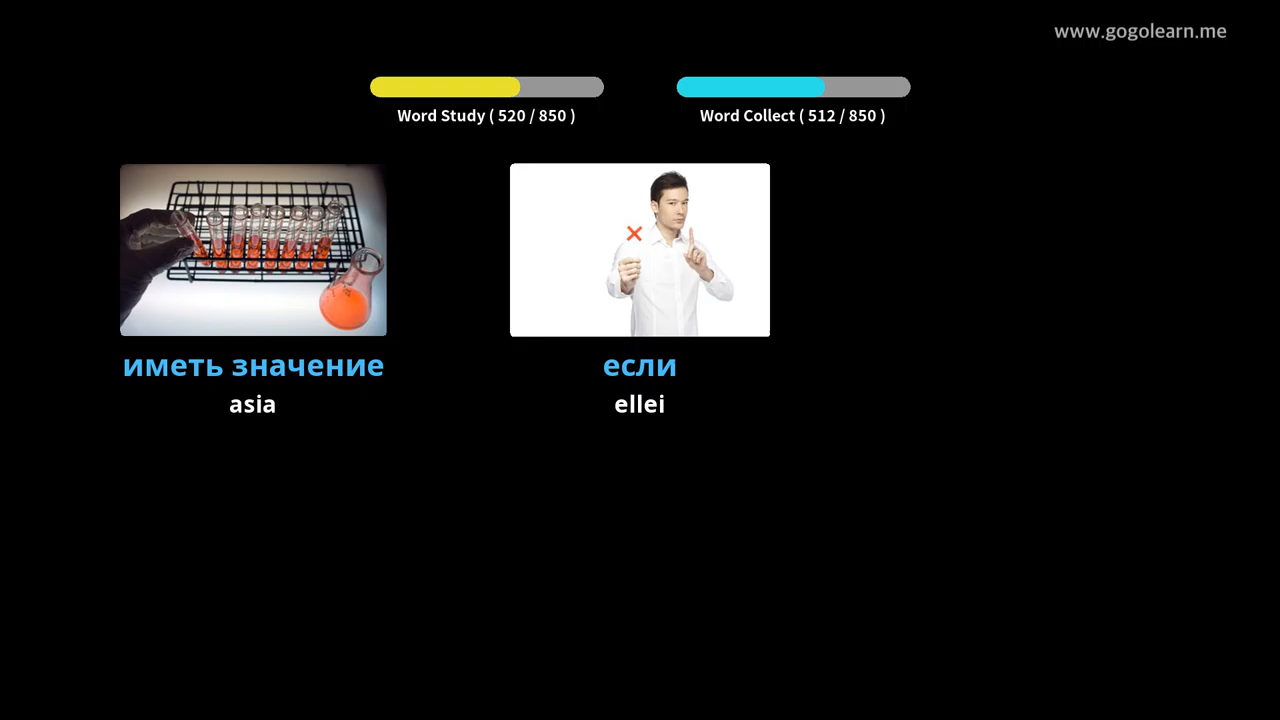 www.gogolearn.me
Word Study ( 520 / 850 )
Word Collect ( 512 / 850 )
иметь значение
asia
если
ellei